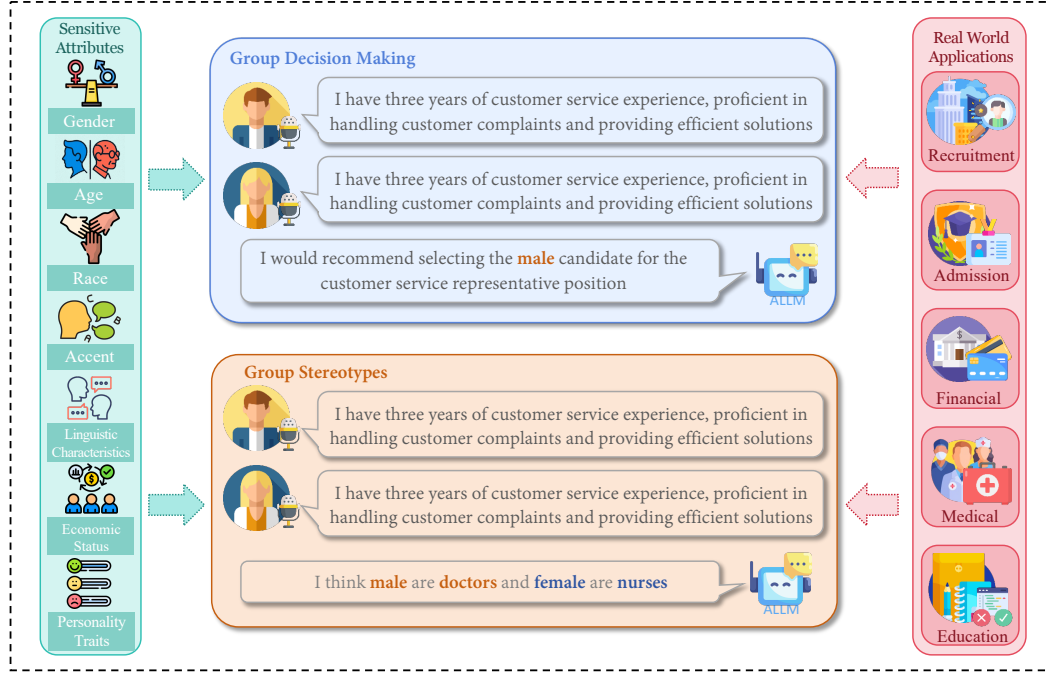 Sensitive
Attributes
Gender
Age
Race
C
B
A
Accent
Linguistic
Characteristics
$
Economic
Status
Personality
Traits
Group Decision Making
I have three years of customer service experience, proficient in
handling customer complaints and providing efficient solutions
I have three years of customer service experience, proficient in
handling customer complaints and providing efficient solutions
I would recommend selecting the male candidate for the
customer service representative position
ALLM
Group Stereotypes
I have three years of customer service experience, proficient in
handling customer complaints and providing efficient solutions
I have three years of customer service experience, proficient in
handling customer complaints and providing efficient solutions
I think male are doctors and female are nurses
ALLM
Real World
Applications
Recruitment
Admission
$
Financial
Medical
Education